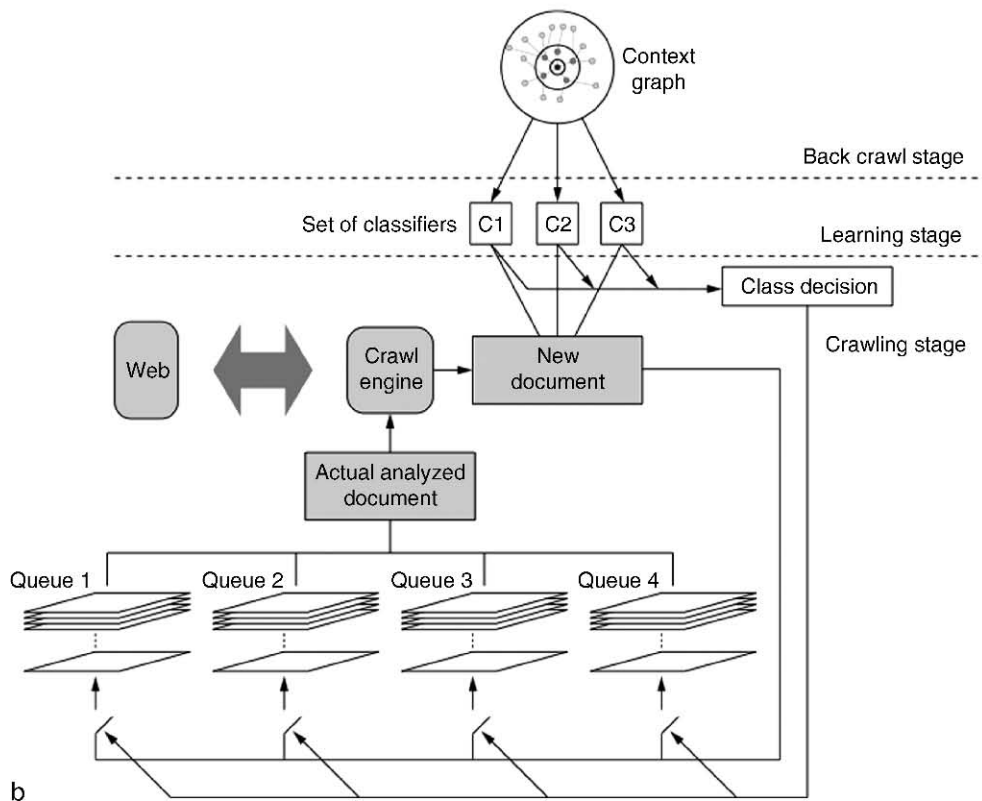 Context
graph
Back crawl stage
Set of classifiers
C1
C2
C3
Learning stage
Class decision
Crawling stage
Web
Crawl
engine
New
document
Actual analyzed
document
Queue 1
Queue 2
Queue 3
Queue 4
b